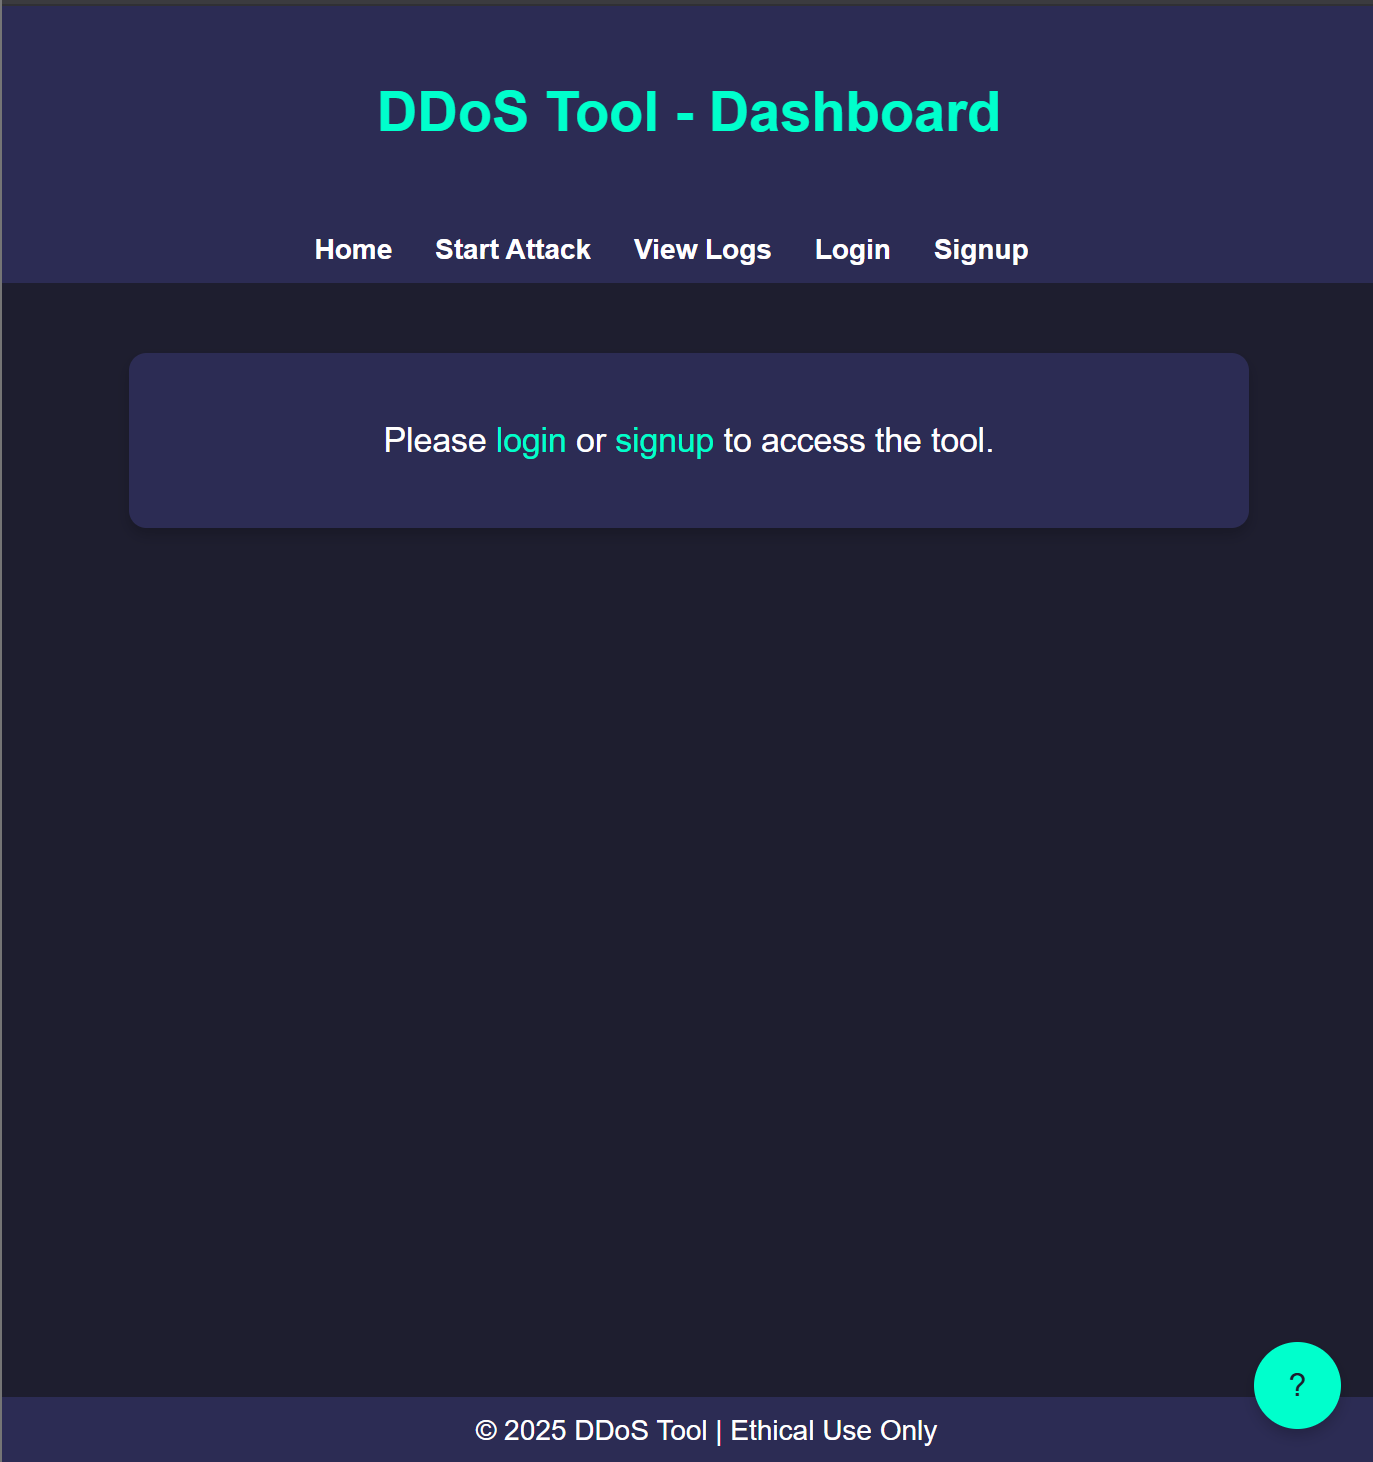 DDoS Tool - Dashboard
Home Start Attack View Logs Login Signup
Please login or signup to access the tool.
?
© 2025 DDoS Tool | Ethical Use Only